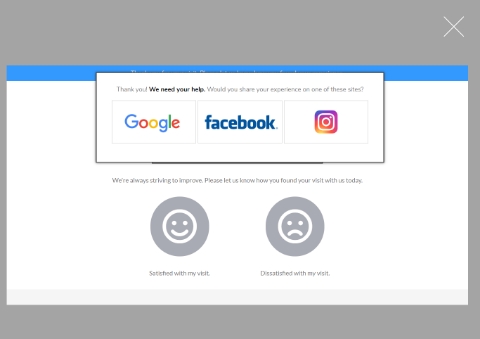 Thank you! We need your help. Would you share your experience on one of these sites?
Google
facebook.
We're always striving to improve. Please let us know how you found your visit with us today.
Satisfied with my visit.
Dissatisfied with my visit.